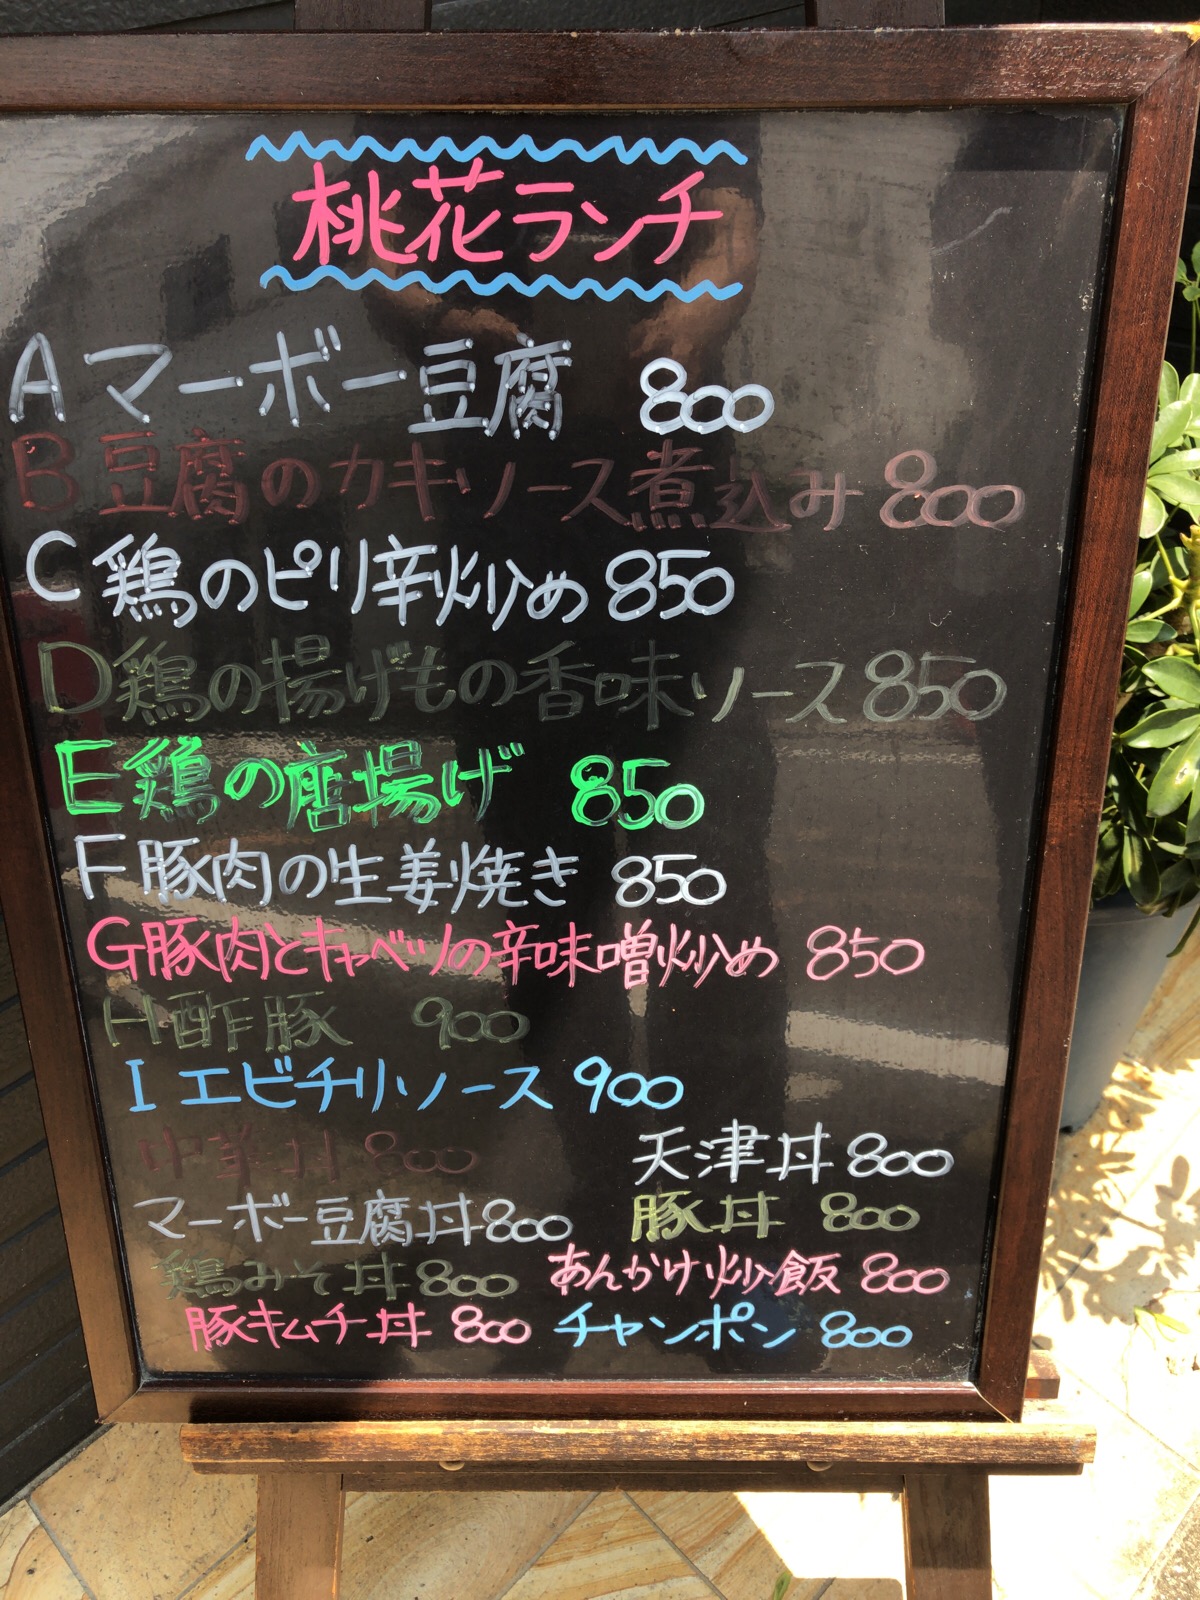 桃花ランチ
A マーボー豆腐 800
B 豆腐のカキソース煮込み 800
C 鶏のピリ辛炒め 850
D 鶏の揚げもの香味ソース 850
E 鶏の唐揚げ 850
F 豚肉の生姜焼き 850
G 豚肉とキャベツの辛味噌炒め 850
H 酢豚 900
I エビチリソース 900
中華丼 800 天津丼 800
マーボー豆腐丼 800 豚丼 800
鶏みそ丼 800 あんかけ炒飯 800
豚キムチ丼 800 チャンポン 800